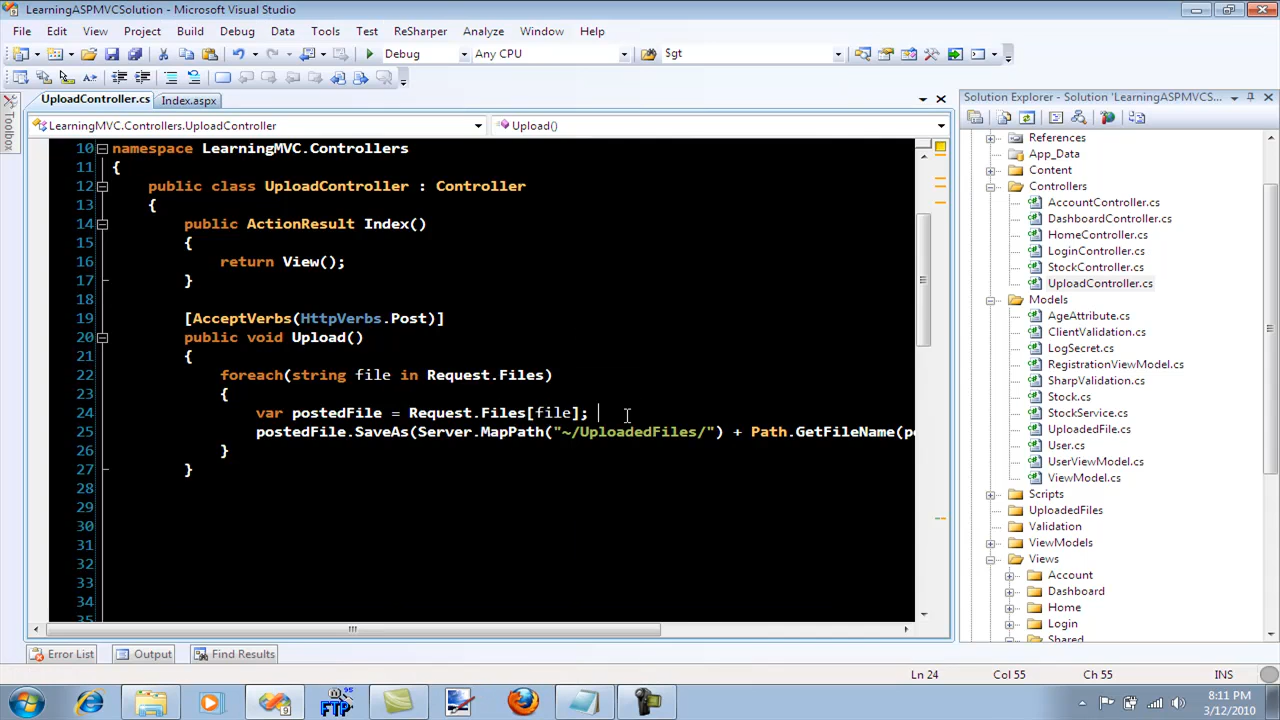 LearningASPMVCSolution - Microsoft Visual Studio
File Edit View Project Build Debug Data Tools Test ReSharper Analyze Window Help
Debug Any CPU Sgt
UploadController.cs Index.aspx
LearningMVC.Controllers.UploadController Upload()
10 namespace LearningMVC.Controllers
11 {
12 public class UploadController : Controller
13 {
14 public ActionResult Index()
15 {
16 return View();
17 }
18
19 [AcceptVerbs(HttpVerbs.Post)]
20 public void Upload()
21 {
22 foreach(string file in Request.Files)
23 {
24 var postedFile = Request.Files[file];
25 postedFile.SaveAs(Server.MapPath("~/UploadedFiles/") + Path.GetFileName(po
26 }
27 }
28
29
30
31
32
33
34
35
Toolbox
Solution Explorer - Solution 'LearningASPMVCS...
References
App_Data
Content
Controllers
AccountController.cs
DashboardController.cs
HomeController.cs
LoginController.cs
StockController.cs
UploadController.cs
Models
AgeAttribute.cs
ClientValidation.cs
LogSecret.cs
RegistrationViewModel.cs
SharpValidation.cs
Stock.cs
StockService.cs
UploadedFile.cs
User.cs
UserViewModel.cs
ViewModel.cs
Scripts
UploadedFiles
Validation
ViewModels
Views
Account
Dashboard
Home
Login
Shared
Error List Output Find Results
Ln 24 Col 55 Ch 55 INS
FTP
8:11 PM
3/12/2010